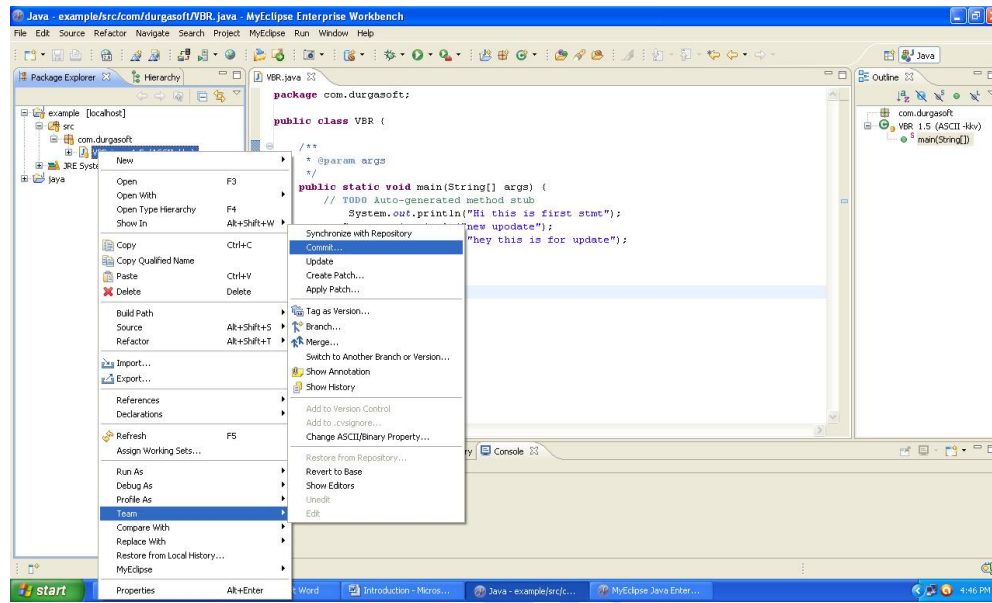 Java - example/src/com/durgasoft/VBR.java - MyEclipse Enterprise Workbench
File Edit Source Refactor Navigate Search Project MyEclipse Run Window Help
Java
Package Explorer
Hierarchy
example [localhost]
src
com.durgasoft
JRE Syste
jaya
VBR.java
package com.durgasoft;
public class VBR {
/**
* @param args
*/
public static void main(String[] args) {
// TODO Auto-generated method stub
System.out.println("Hi this is first stmt");
"new upodate");
"hey this is for update");
Outline
com.durgasoft
VBR 1.5 (ASCII -kkv)
S main(String[])
New
Open F3
Open With
Open Type Hierarchy F4
Show In Alt+Shift+W
Copy Ctrl+C
Copy Qualified Name
Paste Ctrl+V
Delete Delete
Build Path
Source Alt+Shift+S
Refactor Alt+Shift+T
Import...
Export...
References
Declarations
Refresh F5
Assign Working Sets...
Run As
Debug As
Profile As
Team
Compare With
Replace With
Restore from Local History...
MyEclipse
Properties Alt+Enter
Synchronize with Repository
Commit...
Update
Create Patch...
Apply Patch...
Tag as Version...
Branch...
Merge...
Switch to Another Branch or Version...
Show Annotation
Show History
Add to Version Control
Add to .cvsignore...
Change ASCII/Binary Property...
Restore from Repository...
Revert to Base
Show Editors
Unedit
Edit
ry
Console
start
t Word
Introduction - Micros...
Java - example/src/c...
MyEclipse Java Enter...
4:46 PM